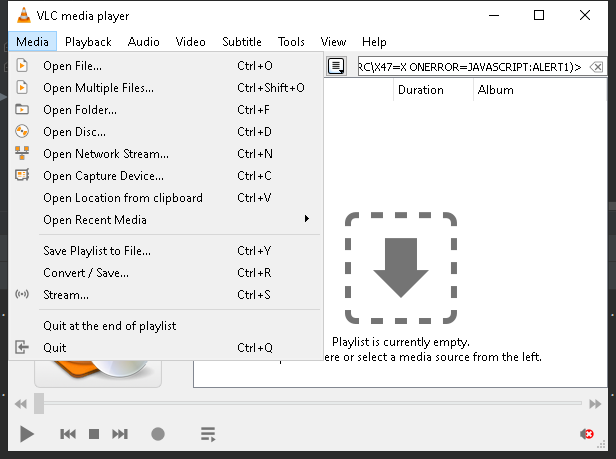 VLC media player
Media Playback Audio Video Subtitle Tools View Help
Open File... Ctrl+O
Open Multiple Files... Ctrl+Shift+O
Open Folder... Ctrl+F
Open Disc... Ctrl+D
Open Network Stream... Ctrl+N
Open Capture Device... Ctrl+C
Open Location from clipboard Ctrl+V
Open Recent Media
Save Playlist to File... Ctrl+Y
Convert / Save... Ctrl+R
Stream... Ctrl+S
Quit at the end of playlist
Quit Ctrl+Q
RC\X47=X ONERROR=JAVASCRIPT:ALERT1)>
Duration Album
Playlist is currently empty.
ere or select a media source from the left.